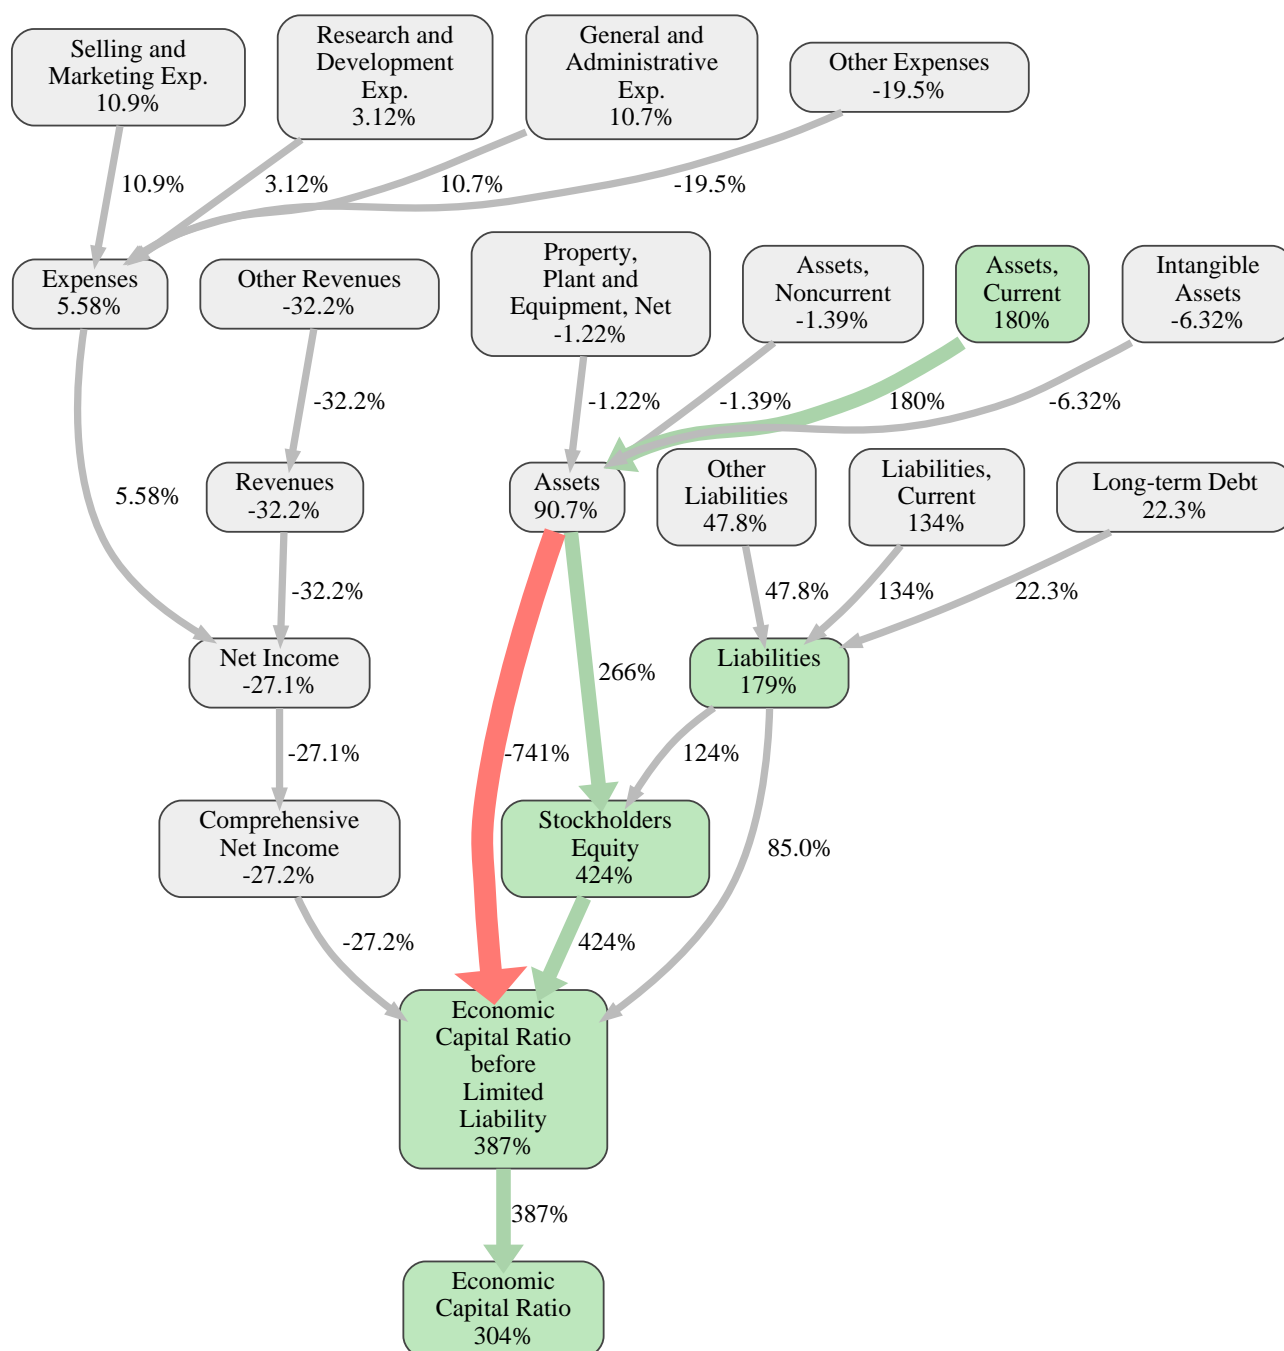 Selling and
Marketing Exp.
10.9%
Research and
Development
Exp.
3.12%
General and
Administrative
Exp.
10.7%
Other Expenses
-19.5%
10.9%
3.12%
10.7%
-19.5%
Expenses
5.58%
Other Revenues
-32.2%
Property,
Plant and
Equipment, Net
-1.22%
Assets,
Noncurrent
-1.39%
Assets,
Current
180%
Intangible
Assets
-6.32%
-32.2%
-1.22%
-1.39%
180%
-6.32%
5.58%
Revenues
-32.2%
Assets
90.7%
Other
Liabilities
47.8%
Liabilities,
Current
134%
Long-term Debt
22.3%
-32.2%
47.8%
134%
22.3%
Net Income
-27.1%
266%
Liabilities
179%
-27.1%
-741%
124%
Comprehensive
Net Income
-27.2%
Stockholders
Equity
424%
85.0%
-27.2%
424%
Economic
Capital Ratio
before
Limited
Liability
387%
387%
Economic
Capital Ratio
304%